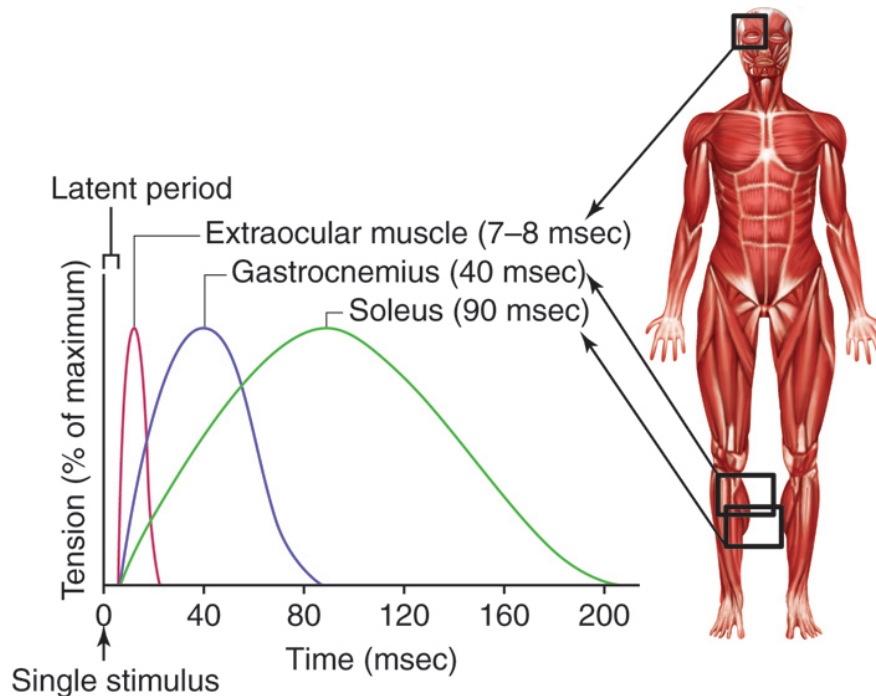 Latent period
Extraocular muscle (7–8 msec)
Gastrocnemius (40 msec)
Soleus (90 msec)
Tension (% of maximum)
0 40 80 120 160 200
Time (msec)
Single stimulus